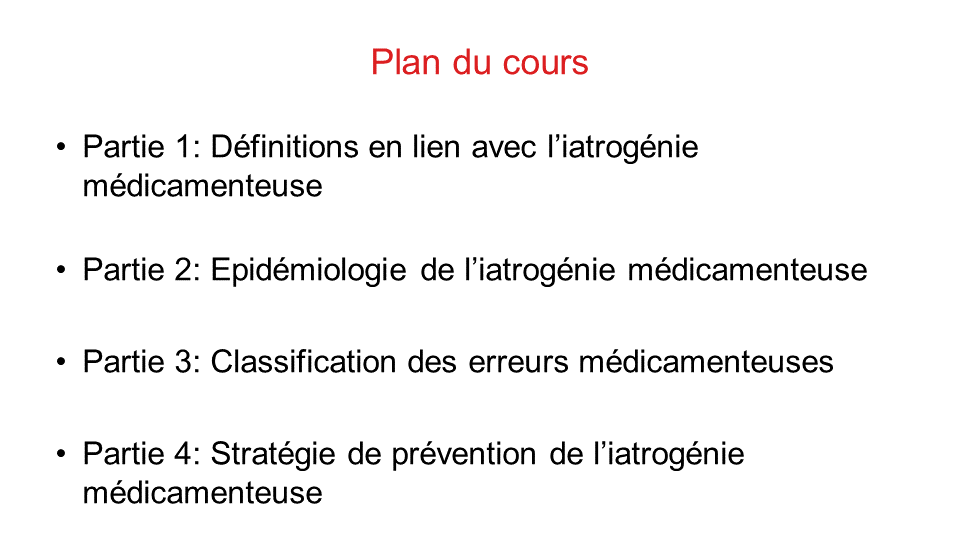 Plan du cours
• Partie 1: Définitions en lien avec l’iatrogénie
médicamenteuse
• Partie 2: Epidémiologie de l’iatrogénie médicamenteuse
• Partie 3: Classification des erreurs médicamenteuses
• Partie 4: Stratégie de prévention de l’iatrogénie
médicamenteuse